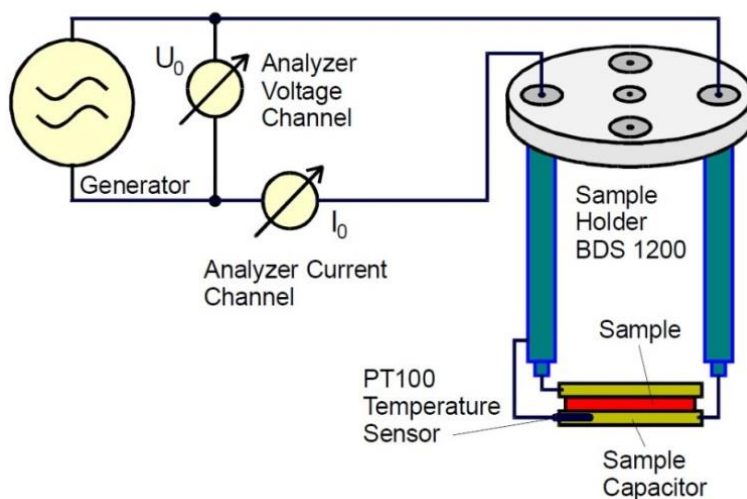 U0
Analyzer
Voltage
Channel
Generator
I0
Analyzer Current
Channel
Sample
Holder
BDS 1200
Sample
PT100
Temperature
Sensor
Sample
Capacitor